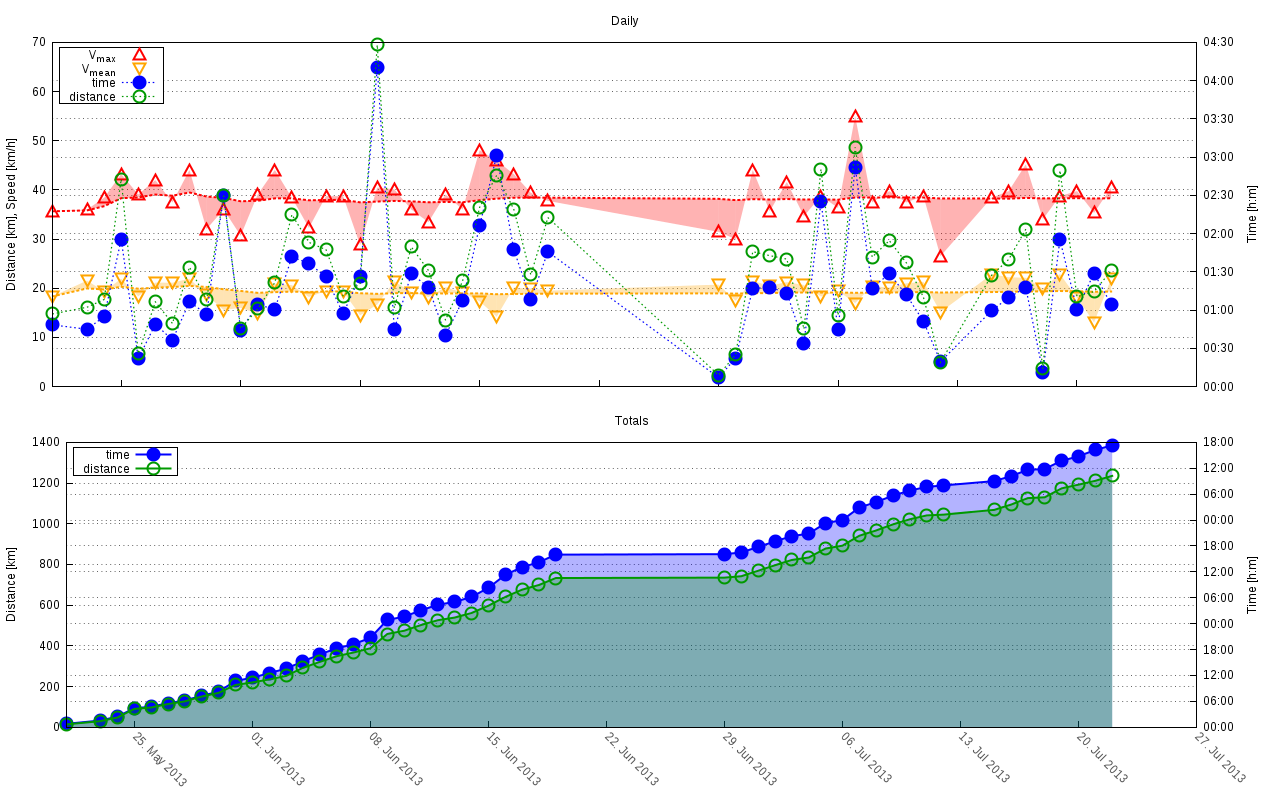 Daily
Distance [km], Speed [km/h]
70
60
50
40
30
20
10
0
Vmax
Vmean
time
distance
04:30
04:00
03:30
03:00
02:30
02:00
01:30
01:00
00:30
00:00
Time [h:m]
Totals
Distance [km]
1400
1200
1000
800
600
400
200
0
time
distance
18:00
12:00
06:00
00:00
18:00
12:00
06:00
00:00
18:00
12:00
06:00
00:00
Time [h:m]
25. May 2013
01. Jun 2013
08. Jun 2013
15. Jun 2013
22. Jun 2013
29. Jun 2013
06. Jul 2013
13. Jul 2013
20. Jul 2013
27. Jul 2013